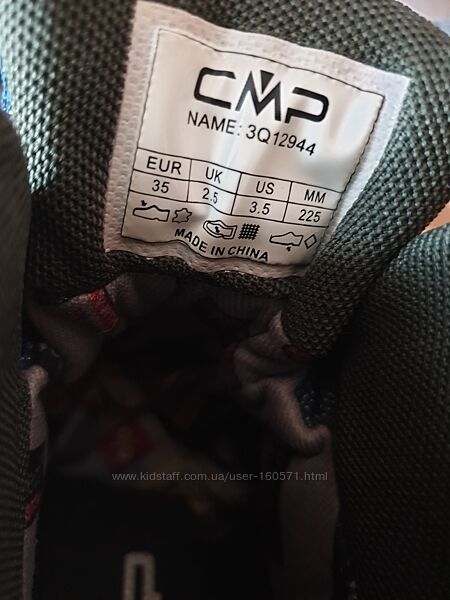 CMP
NAME: 3Q12944
EUR UK US MM
35 2.5 3.5 225
MADE IN CHINA
www.kidstaff.com.ua/user-160571.html